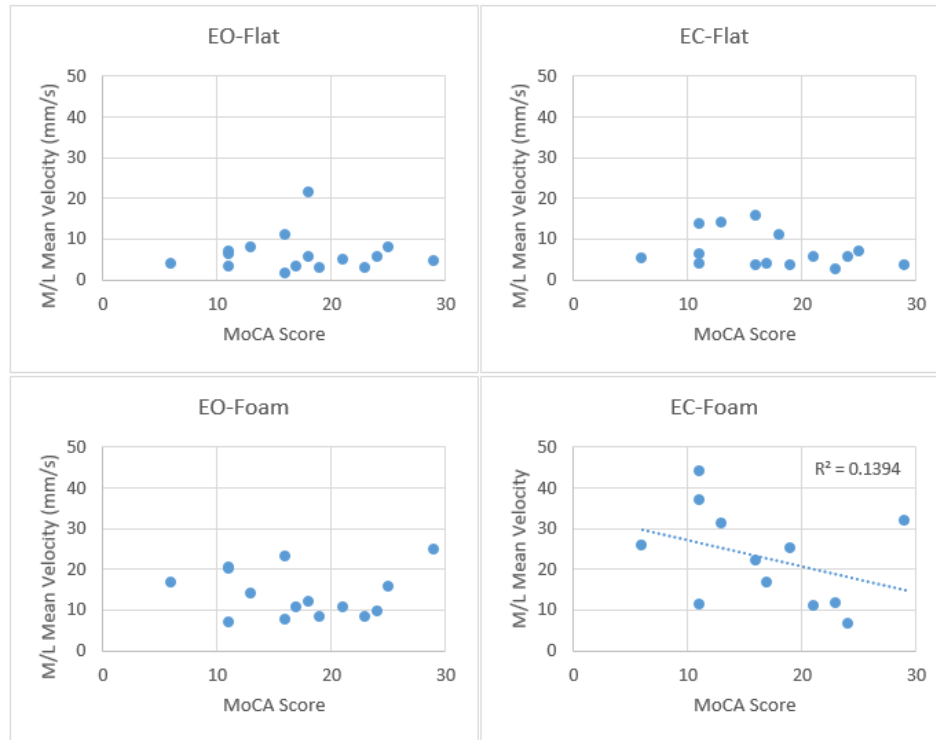 EO-Flat
M/L Mean Velocity (mm/s)
50
40
30
20
10
0
0 10 20 30
MoCA Score
EC-Flat
M/L Mean Velocity (mm/s)
50
40
30
20
10
0
0 10 20 30
MoCA Score
EO-Foam
M/L Mean Velocity (mm/s)
50
40
30
20
10
0
0 10 20 30
MoCA Score
EC-Foam
R² = 0.1394
M/L Mean Velocity
50
40
30
20
10
0
0 10 20 30
MoCA Score